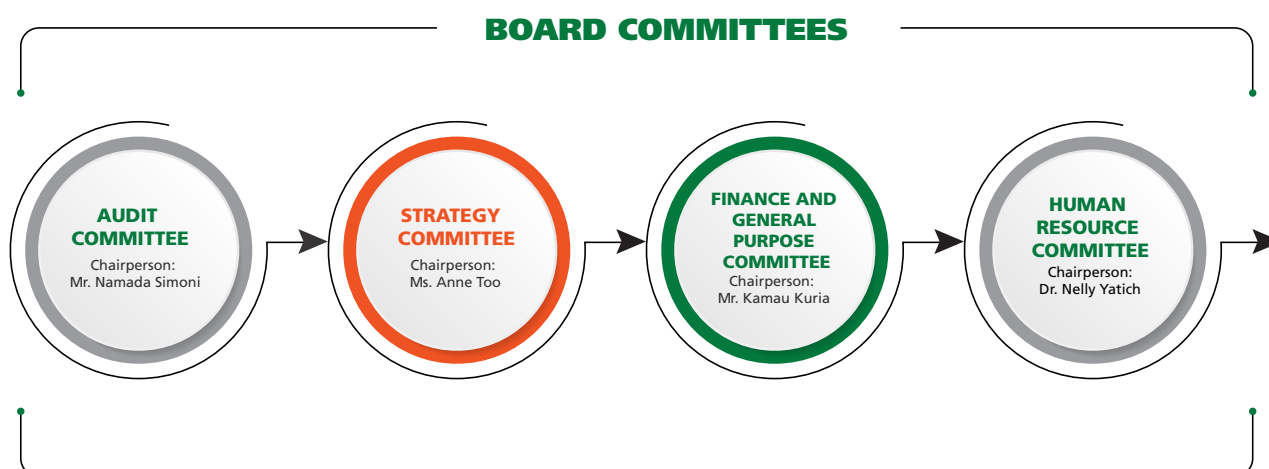 BOARD COMMITTEES
AUDIT
COMMITTEE
Chairperson:
Mr. Namada Simoni
STRATEGY
COMMITTEE
Chairperson:
Ms. Anne Too
FINANCE AND
GENERAL
PURPOSE
COMMITTEE
Chairperson:
Mr. Kamau Kuria
HUMAN
RESOURCE
COMMITTEE
Chairperson:
Dr. Nelly Yatich